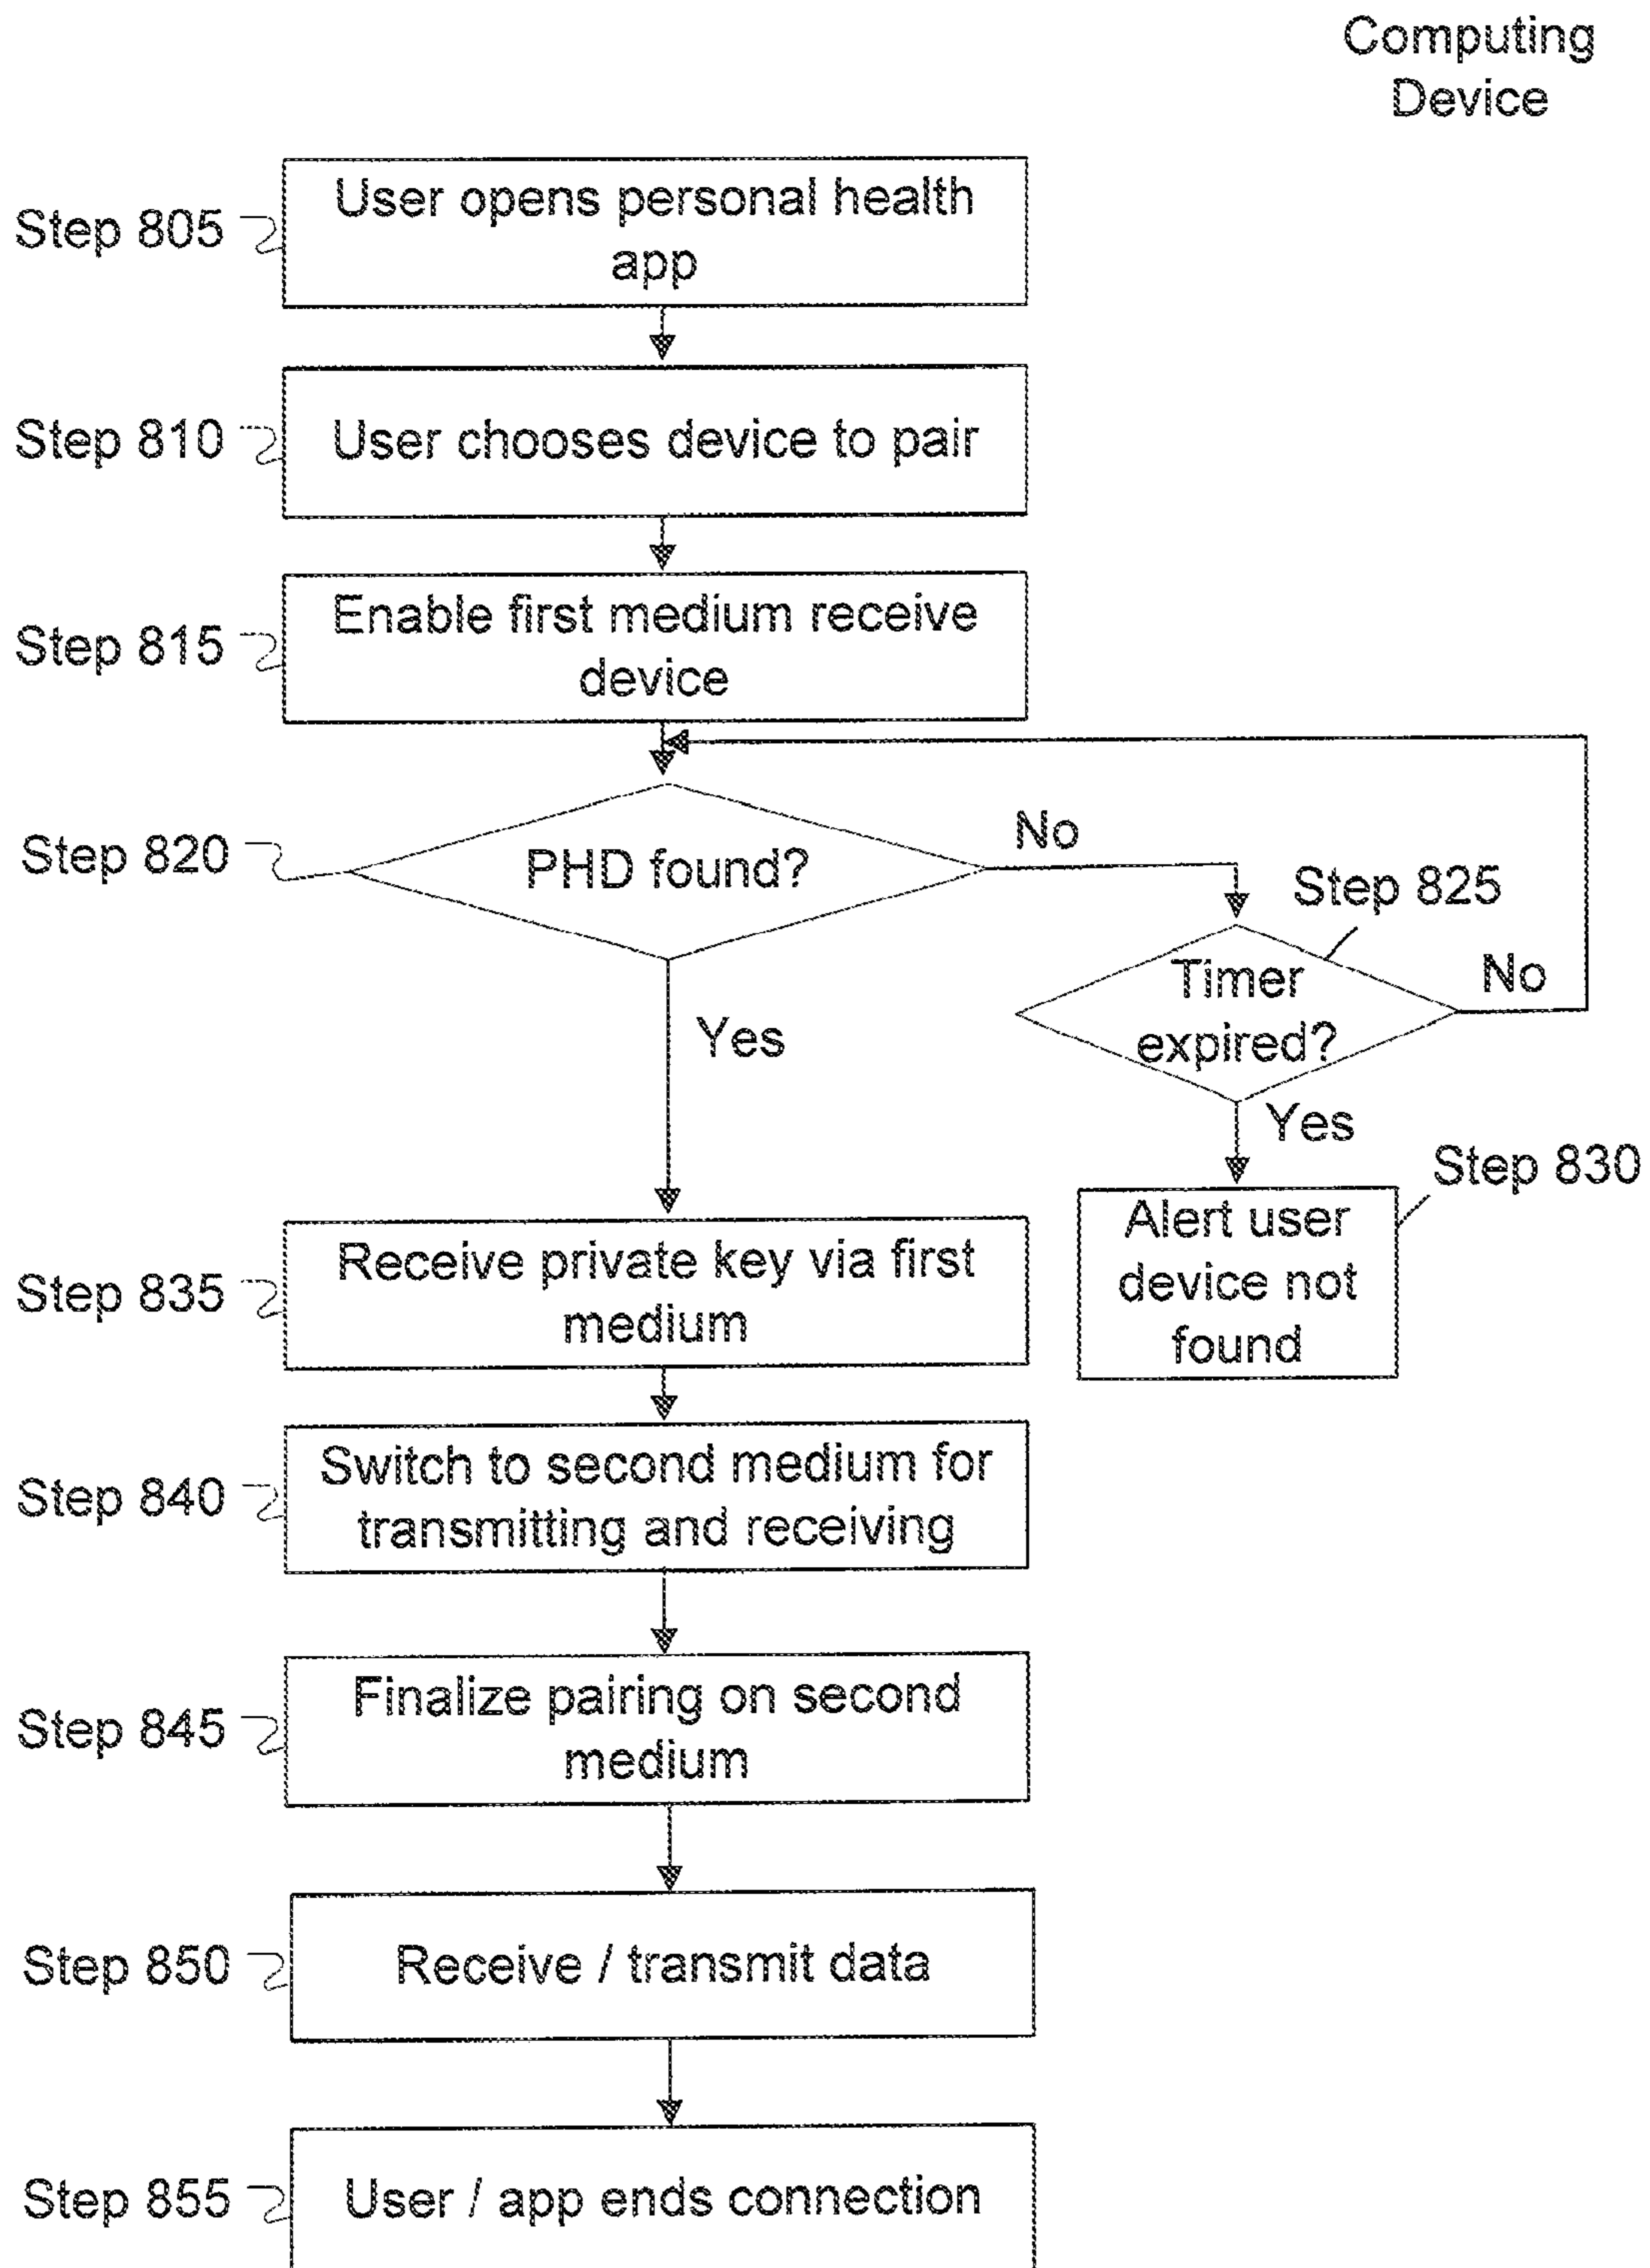 Computing
Device
Step 805
User opens personal health
app
Step 810
User chooses device to pair
Step 815
Enable first medium receive
device
Step 820
PHD found?
No
Step 825
Timer
expired?
No
Yes
Yes
Step 830
Alert user
device not
found
Step 835
Receive private key via first
medium
Step 840
Switch to second medium for
transmitting and receiving
Step 845
Finalize pairing on second
medium
Step 850
Receive / transmit data
Step 855
User / app ends connection